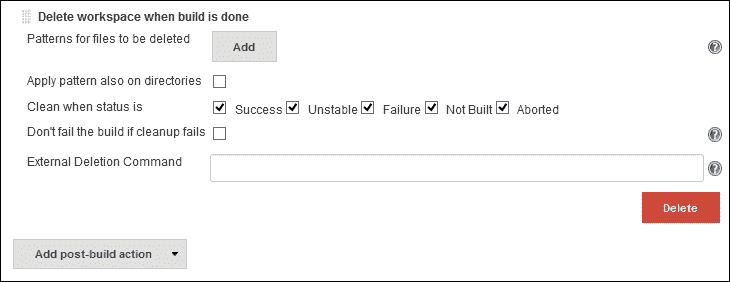 Delete workspace when build is done
Patterns for files to be deleted
Add
Apply pattern also on directories
Clean when status is Success Unstable Failure Not Built Aborted
Don't fail the build if cleanup fails
External Deletion Command
Delete
Add post-build action